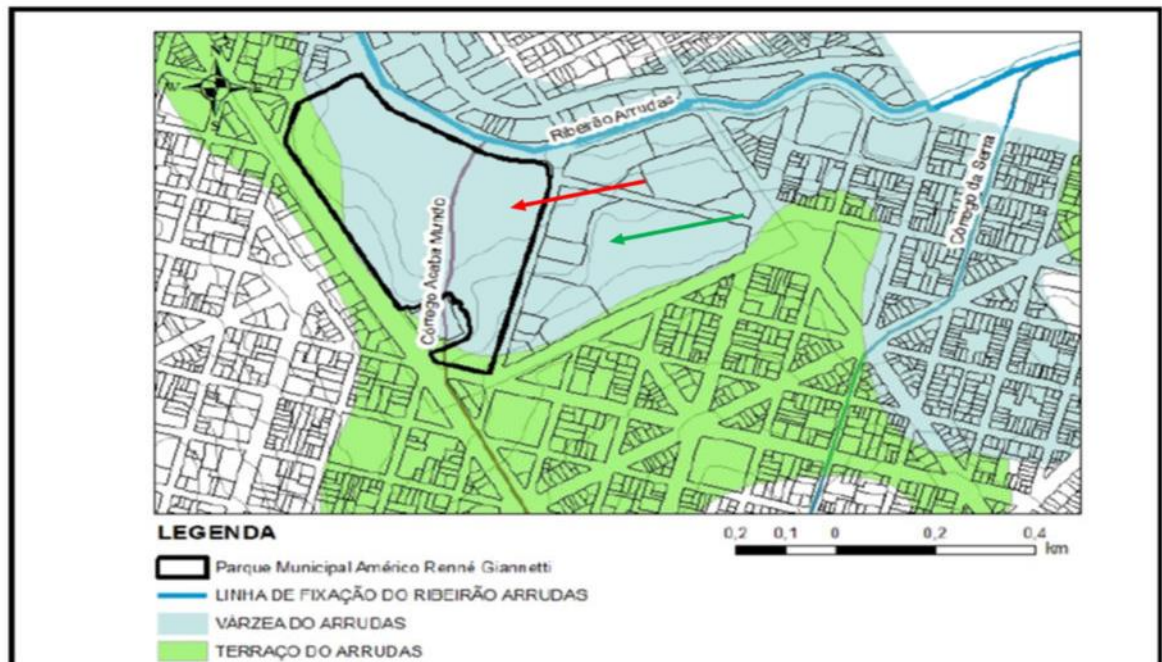 Ribeirão Arrudas
Córrego da Serra
Córrego Acaba Mundo
LEGENDA
Parque Municipal Américo Renné Giannetti
LINHA DE FIXAÇÃO DO RIBEIRÃO ARRUDAS
VÁRZEA DO ARRUDAS
TERRAÇO DO ARRUDAS
0,2 0,1 0 0,2 0,4
km